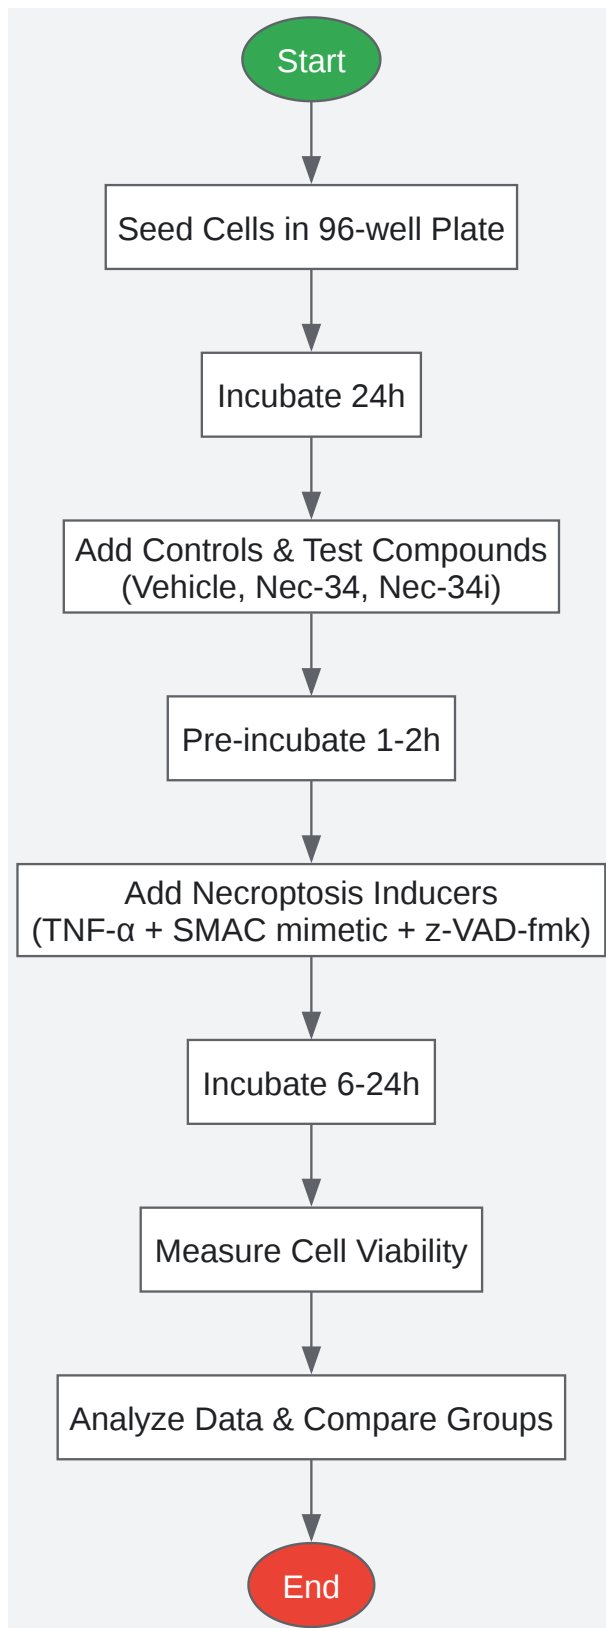 Start
Seed Cells in 96-well Plate
Incubate 24h
Add Controls & Test Compounds
(Vehicle, Nec-34, Nec-34i)
Pre-incubate 1-2h
Add Necroptosis Inducers
(TNF-α + SMAC mimetic + z-VAD-fmk)
Incubate 6-24h
Measure Cell Viability
Analyze Data & Compare Groups
End